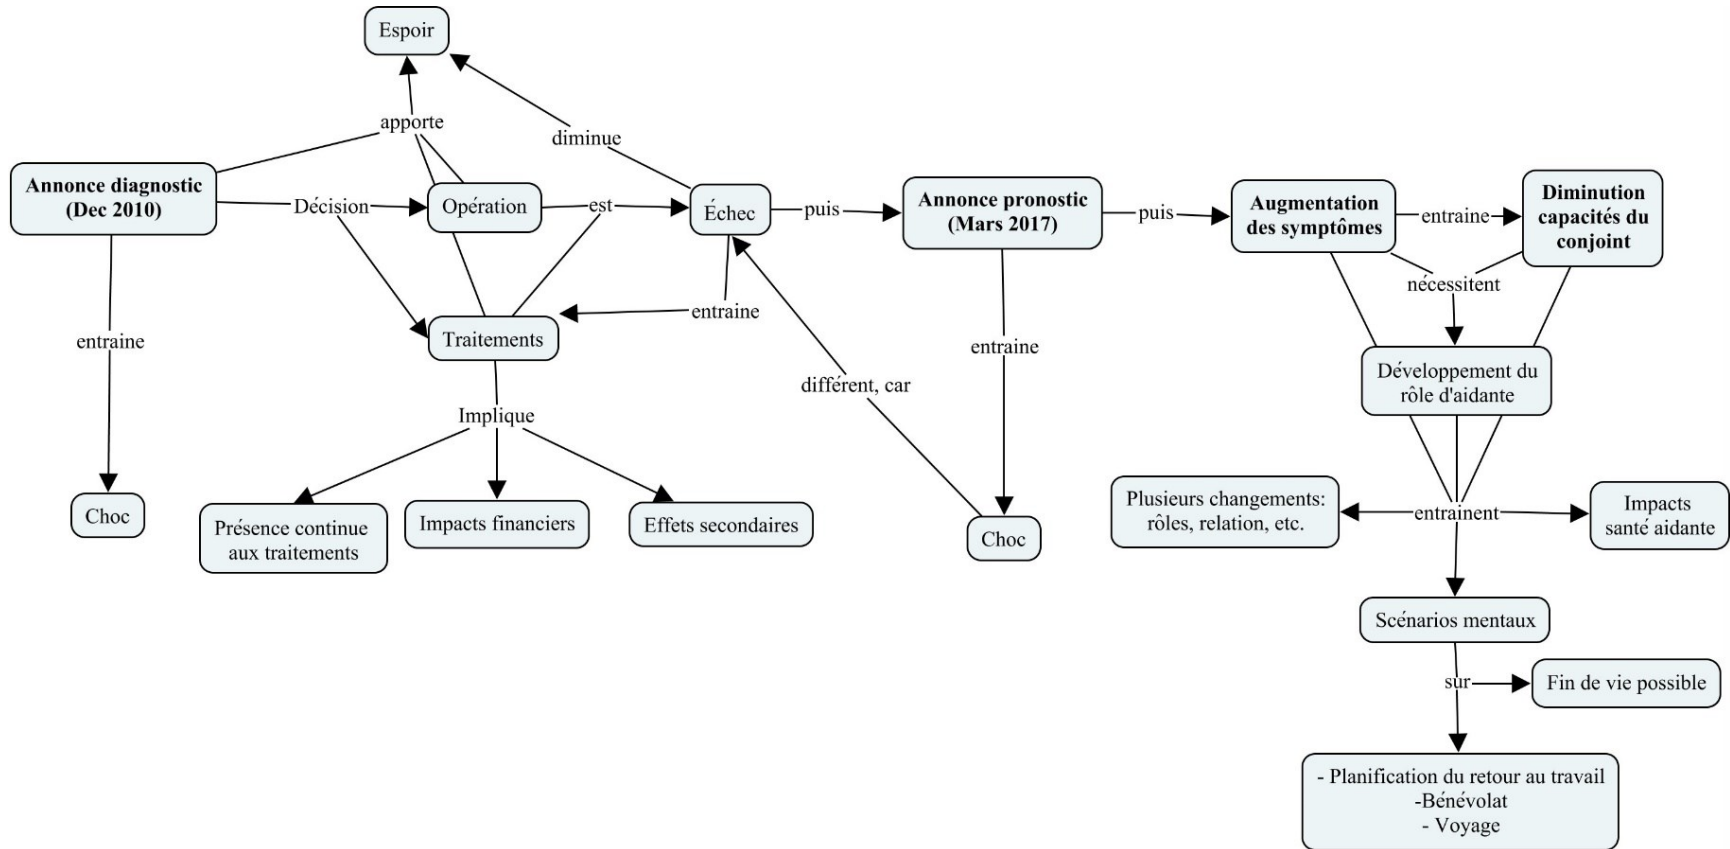 Espoir
apporte
diminue
Annonce diagnostic
(Dec 2010)
Décision
Opération
est
Échec
puis
Annonce pronostic
(Mars 2017)
puis
Augmentation
des symptômes
entraine
Diminution
capacités du
conjoint
nécessitent
entraine
Traitements
entraine
entraine
différent, car
Développement du
rôle d'aidante
Implique
Choc
Présence continue
aux traitements
Impacts financiers
Effets secondaires
Choc
Plusieurs changements:
rôles, relation, etc.
entrainent
Impacts
santé aidante
Scénarios mentaux
sur
Fin de vie possible
- Planification du retour au travail
-Bénévolat
- Voyage